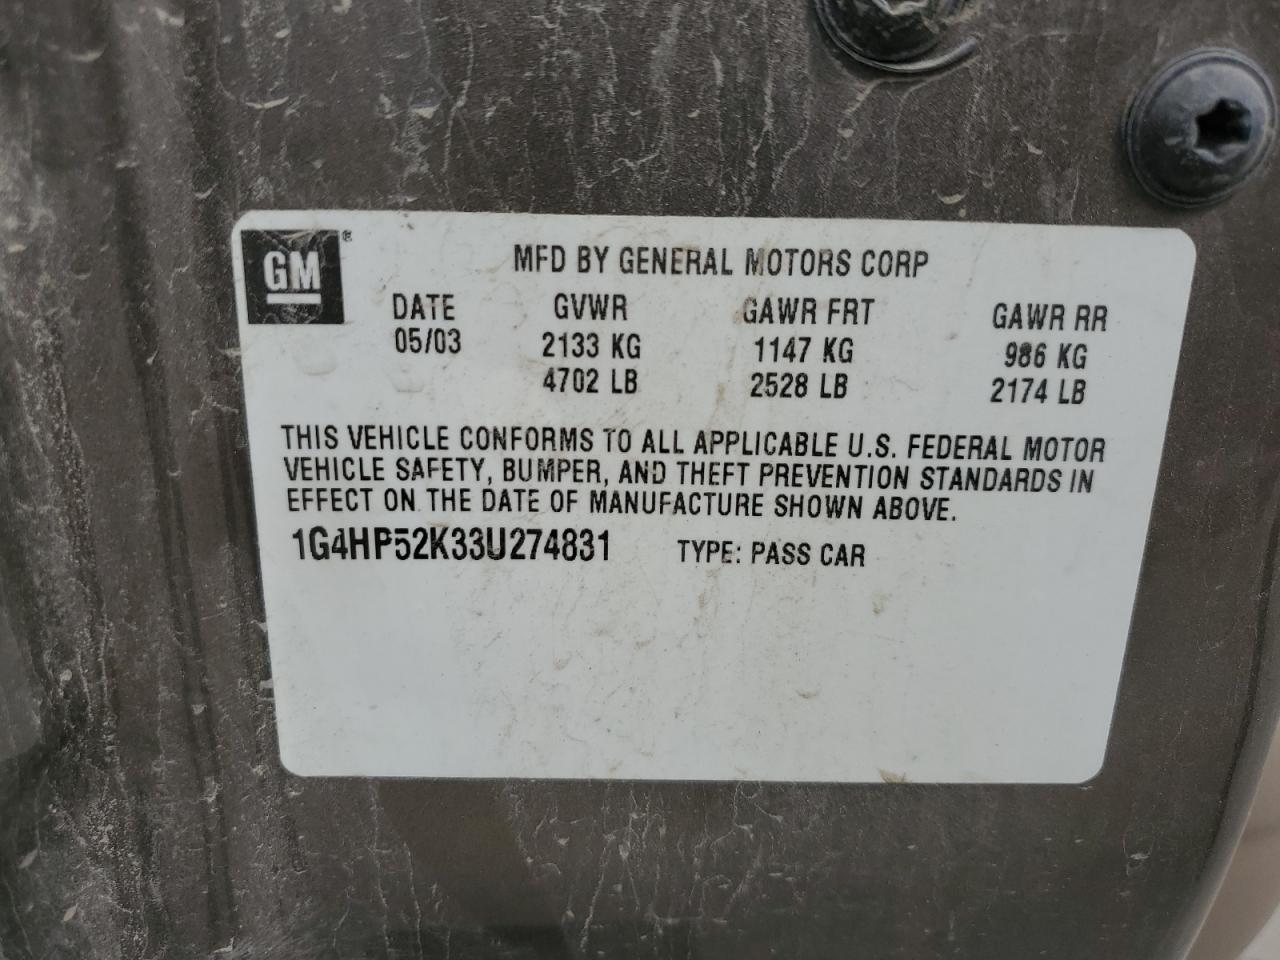 GM®
MFD BY GENERAL MOTORS CORP
DATE GVWR GAWR FRT GAWR RR
05/03 2133 KG 1147 KG 986 KG
4702 LB 2528 LB 2174 LB
THIS VEHICLE CONFORMS TO ALL APPLICABLE U.S. FEDERAL MOTOR
VEHICLE SAFETY, BUMPER, AND THEFT PREVENTION STANDARDS IN
EFFECT ON THE DATE OF MANUFACTURE SHOWN ABOVE.
1G4HP52K33U274831 TYPE: PASS CAR